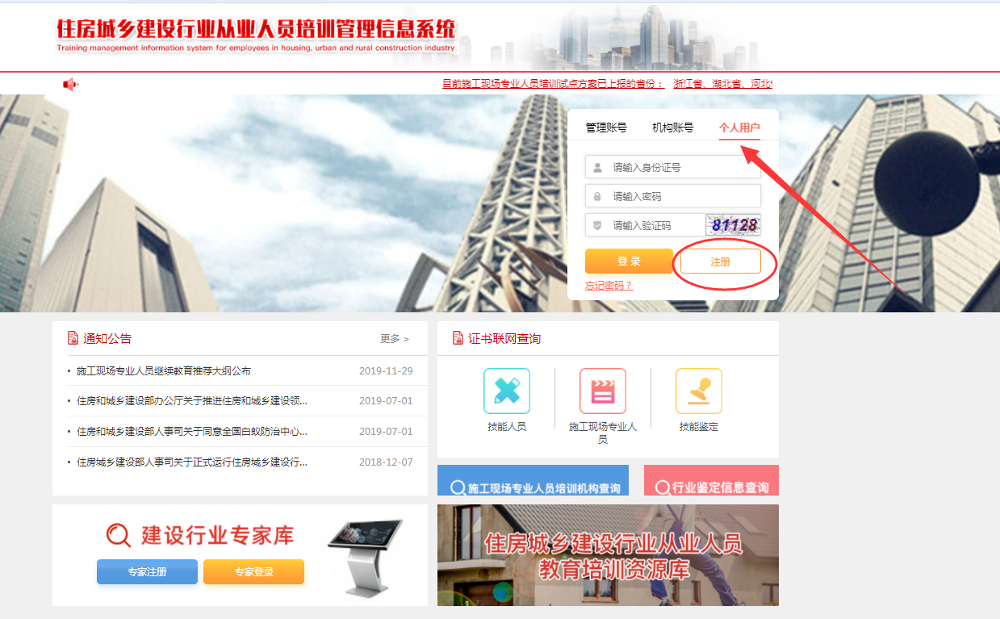 住房城乡建设行业从业人员培训管理信息系统
Training management information system for employees in housing, urban and rural construction industry
目前施工现场专业人员培训试点方案已上报的省份： 浙江省、湖北省、河北
管理账号 机构账号 个人用户
请输入身份证号
请输入密码
请输入验证码 81128
登 录 注册
忘记密码？
通知公告 更多 >
· 施工现场专业人员继续教育推荐大纲公布 2019-11-29
· 住房和城乡建设部办公厅关于推进住房和城乡建设领... 2019-07-01
· 住房和城乡建设部人事司关于同意全国白蚁防治中心... 2019-07-01
· 住房城乡建设部人事司关于正式运行住房城乡建设行... 2018-12-07
证书联网查询
技能人员 施工现场专业人员 技能鉴定
施工现场专业人员培训机构查询 行业鉴定信息查询
建设行业专家库
专家注册 专家登录
住房城乡建设行业从业人员
教育培训资源库